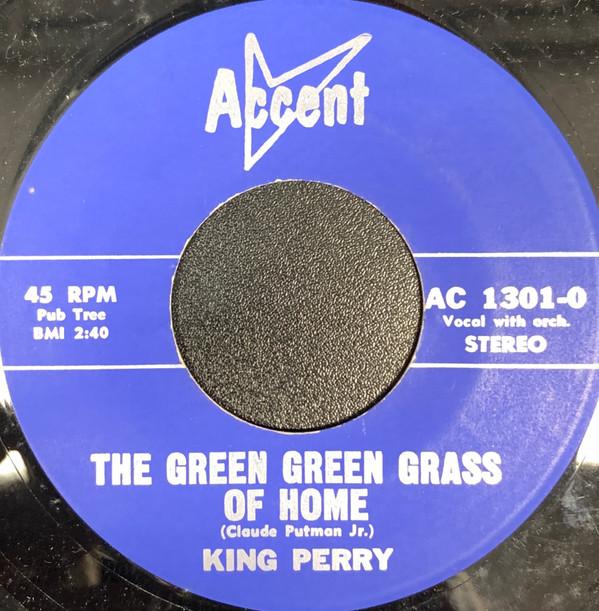 Accent
45 RPM
Pub Tree
BMI 2:40
AC 1301-0
Vocal with orch.
STEREO
THE GREEN GREEN GRASS
OF HOME
(Claude Putman Jr.)
KING PERRY